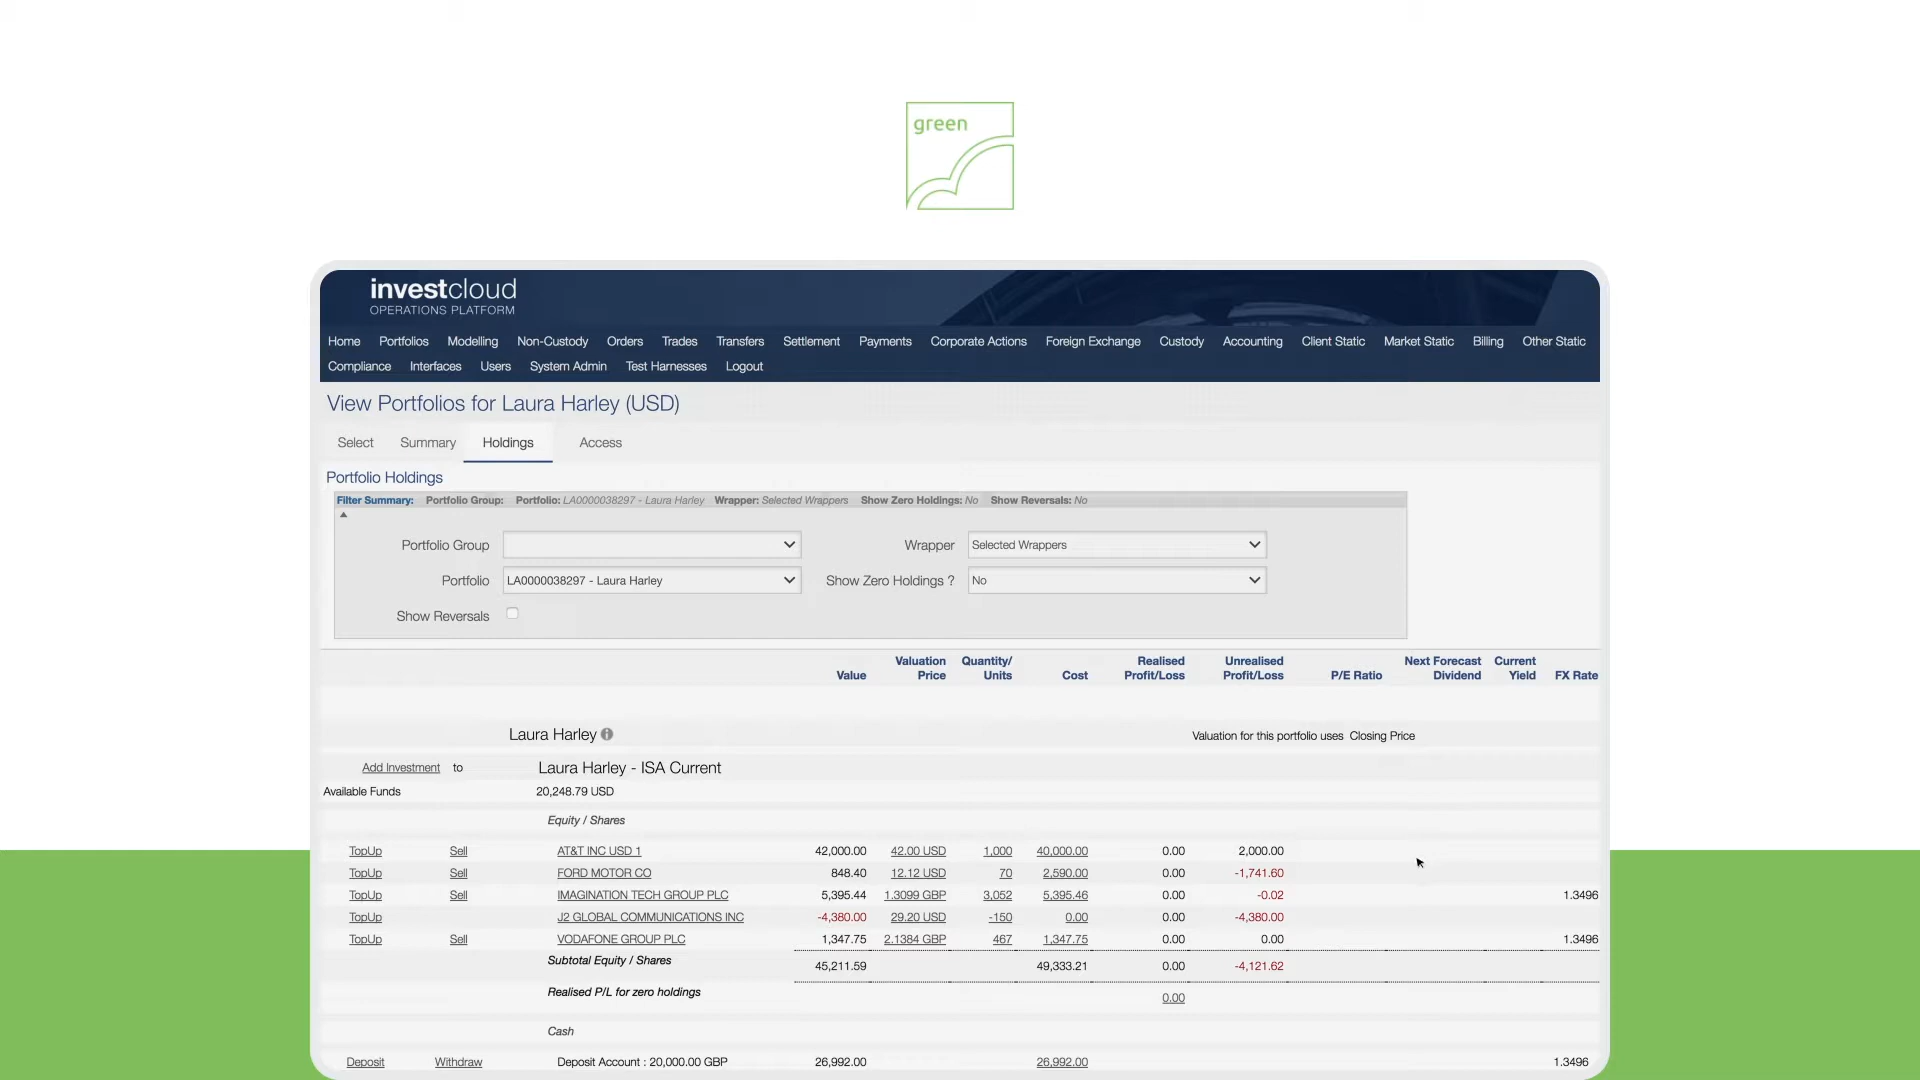 green
investcloud
OPERATIONS PLATFORM
Home Portfolios Modelling Non-Custody Orders Trades Transfers Settlement Payments Corporate Actions Foreign Exchange Custody Accounting Client Static Market Static Billing Other Static
Compliance Interfaces Users System Admin Test Harnesses Logout
View Portfolios for Laura Harley (USD)
Select Summary Holdings Access
Portfolio Holdings
Filter Summary: Portfolio Group: Portfolio: LA0000038297 - Laura Harley Wrapper: Selected Wrappers Show Zero Holdings: No Show Reversals: No
Portfolio Group Wrapper Selected Wrappers
Portfolio LA0000038297 - Laura Harley Show Zero Holdings ? No
Show Reversals
Value Valuation Price Quantity/ Units Cost Realised Profit/Loss Unrealised Profit/Loss P/E Ratio Next Forecast Dividend Current Yield FX Rate
Laura Harley Valuation for this portfolio uses Closing Price
Add Investment to Laura Harley - ISA Current
Available Funds 20,248.79 USD
Equity / Shares
TopUp Sell AT&T INC USD 1 42,000.00 42.00 USD 1,000 40,000.00 0.00 2,000.00
TopUp Sell FORD MOTOR CO 848.40 12.12 USD 70 2,590.00 0.00 -1,741.60
TopUp Sell IMAGINATION TECH GROUP PLC 5,395.44 1.3099 GBP 3,052 5,395.46 0.00 -0.02 1.3496
TopUp J2 GLOBAL COMMUNICATIONS INC -4,380.00 29.20 USD -150 0.00 0.00 -4,380.00
TopUp Sell VODAFONE GROUP PLC 1,347.75 2.1384 GBP 467 1,347.75 0.00 0.00 1.3496
Subtotal Equity / Shares 45,211.59 49,333.21 0.00 -4,121.62
Realised P/L for zero holdings 0.00
Cash
Deposit Withdraw Deposit Account : 20,000.00 GBP 26,992.00 26,992.00 1.3496